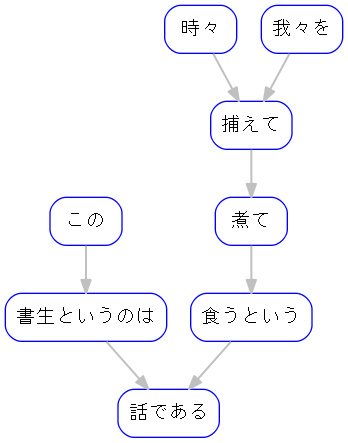 時々
我々を
捕えて
この
煮て
書生というのは
食うという
話である